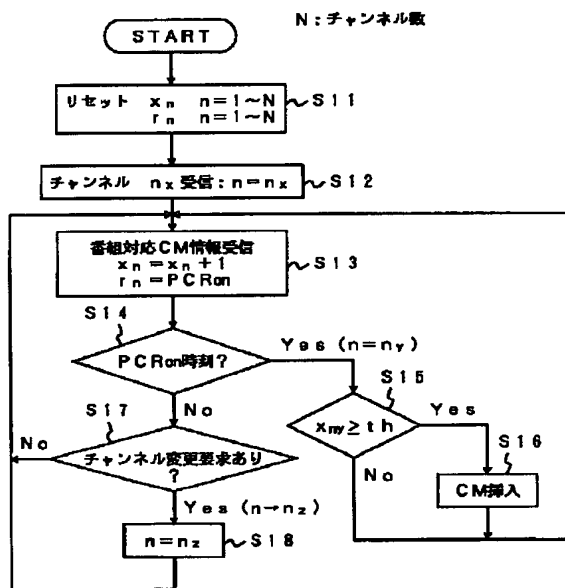 N：チャンネル数
START
リセット xn n=1~N
rn n=1~N
S11
チャンネル nx受信：n=nx
S12
番組対応CM情報受信
xn=xn+1
rn=PCRon
S13
S14
PCRon時刻？
Yes (n=ny)
No
S15
xny≥th
Yes
No
S16
CM挿入
S17
チャンネル変更要求あり
？
No
Yes (n→nz)
n=nz
S18